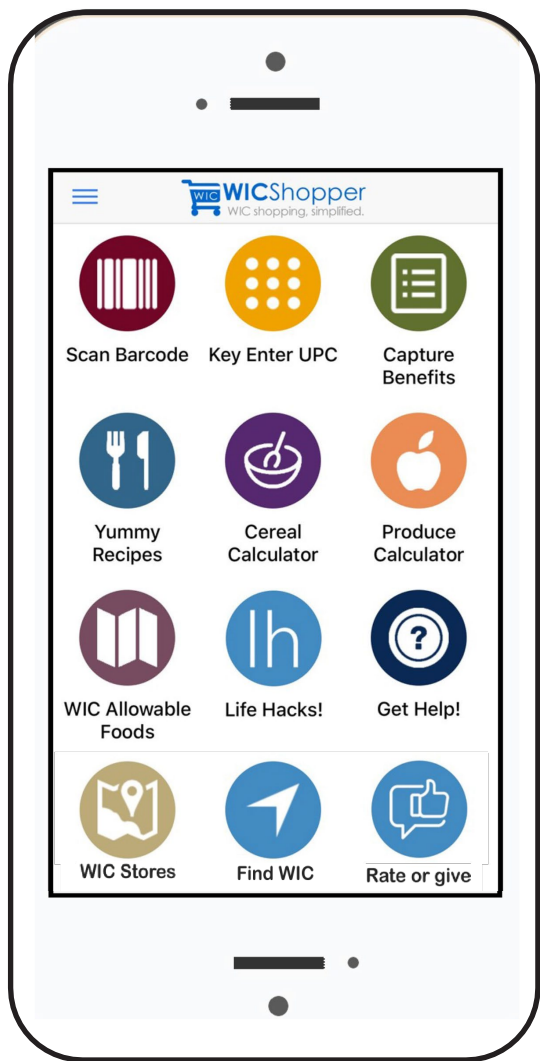 WIC WICShopper
WIC shopping, simplified.
Scan Barcode
Key Enter UPC
Capture
Benefits
Yummy
Recipes
Cereal
Calculator
Produce
Calculator
WIC Allowable
Foods
lh
Life Hacks!
?
Get Help!
WIC Stores
Find WIC
Rate or give